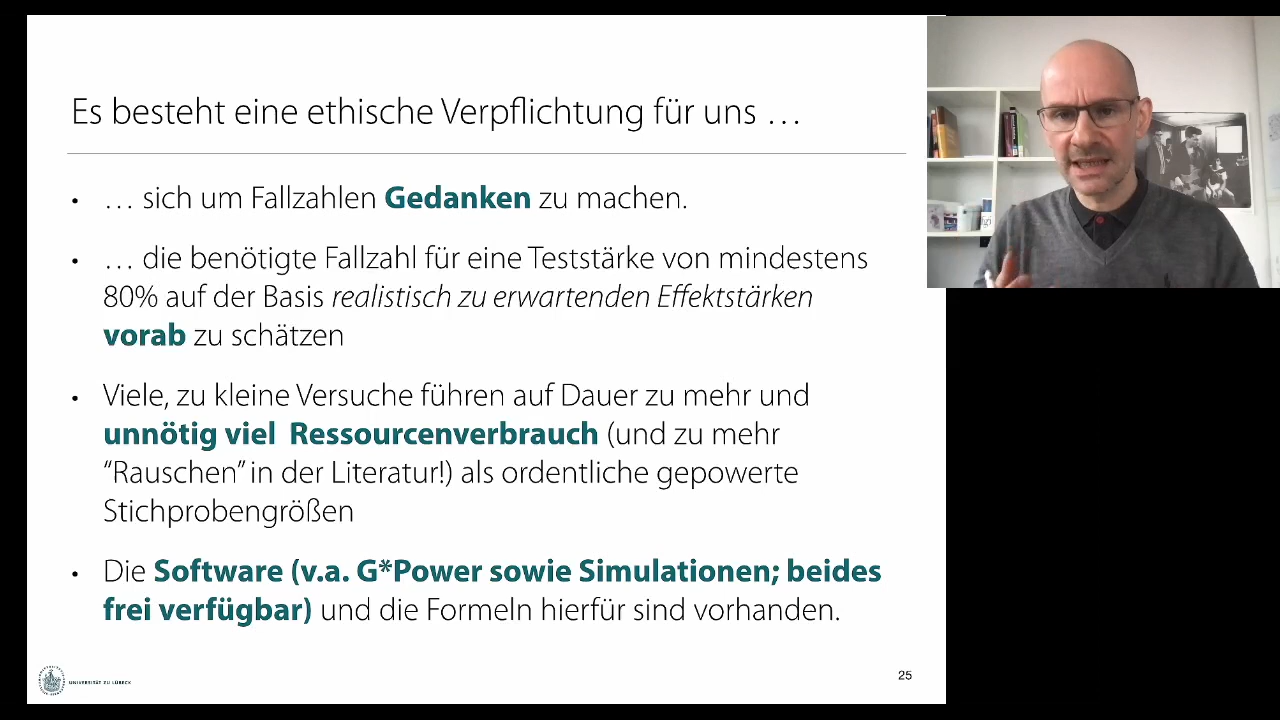 Es besteht eine ethische Verpflichtung für uns …
• … sich um Fallzahlen Gedanken zu machen.
• … die benötigte Fallzahl für eine Teststärke von mindestens
80% auf der Basis realistisch zu erwartenden Effektstärken
vorab zu schätzen
• Viele, zu kleine Versuche führen auf Dauer zu mehr und
unnötig viel Ressourcenverbrauch (und zu mehr
“Rauschen” in der Literatur!) als ordentliche gepowerte
Stichprobengrößen
• Die Software (v.a. G*Power sowie Simulationen; beides
frei verfügbar) und die Formeln hierfür sind vorhanden.
UNIVERSITÄT ZU LÜBECK
25